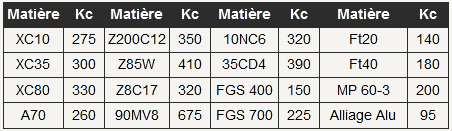 Matière Kc Matière Kc Matière Kc Matière Kc
XC10 275 Z200C12 350 10NC6 320 Ft20 140
XC35 300 Z85W 410 35CD4 390 Ft40 180
XC80 330 Z8C17 320 FGS 400 150 MP 60-3 200
A70 260 90MV8 675 FGS 700 225 Alliage Alu 95